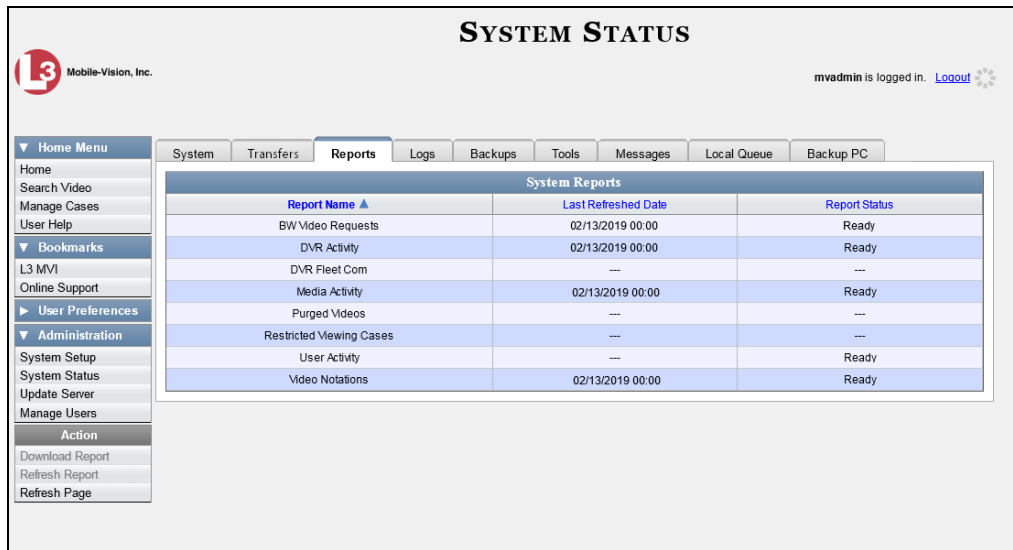 SYSTEM STATUS
L3 Mobile-Vision, Inc.
mvadmin is logged in. Logout
▼ Home Menu
Home
Search Video
Manage Cases
User Help
▼ Bookmarks
L3 MVI
Online Support
► User Preferences
▼ Administration
System Setup
System Status
Update Server
Manage Users
Action
Download Report
Refresh Report
Refresh Page
System Transfers Reports Logs Backups Tools Messages Local Queue Backup PC
System Reports
Report Name ▲ Last Refreshed Date Report Status
BW Video Requests 02/13/2019 00:00 Ready
DVR Activity 02/13/2019 00:00 Ready
DVR Fleet Com --- ---
Media Activity 02/13/2019 00:00 Ready
Purged Videos --- ---
Restricted Viewing Cases --- ---
User Activity --- Ready
Video Notations 02/13/2019 00:00 Ready